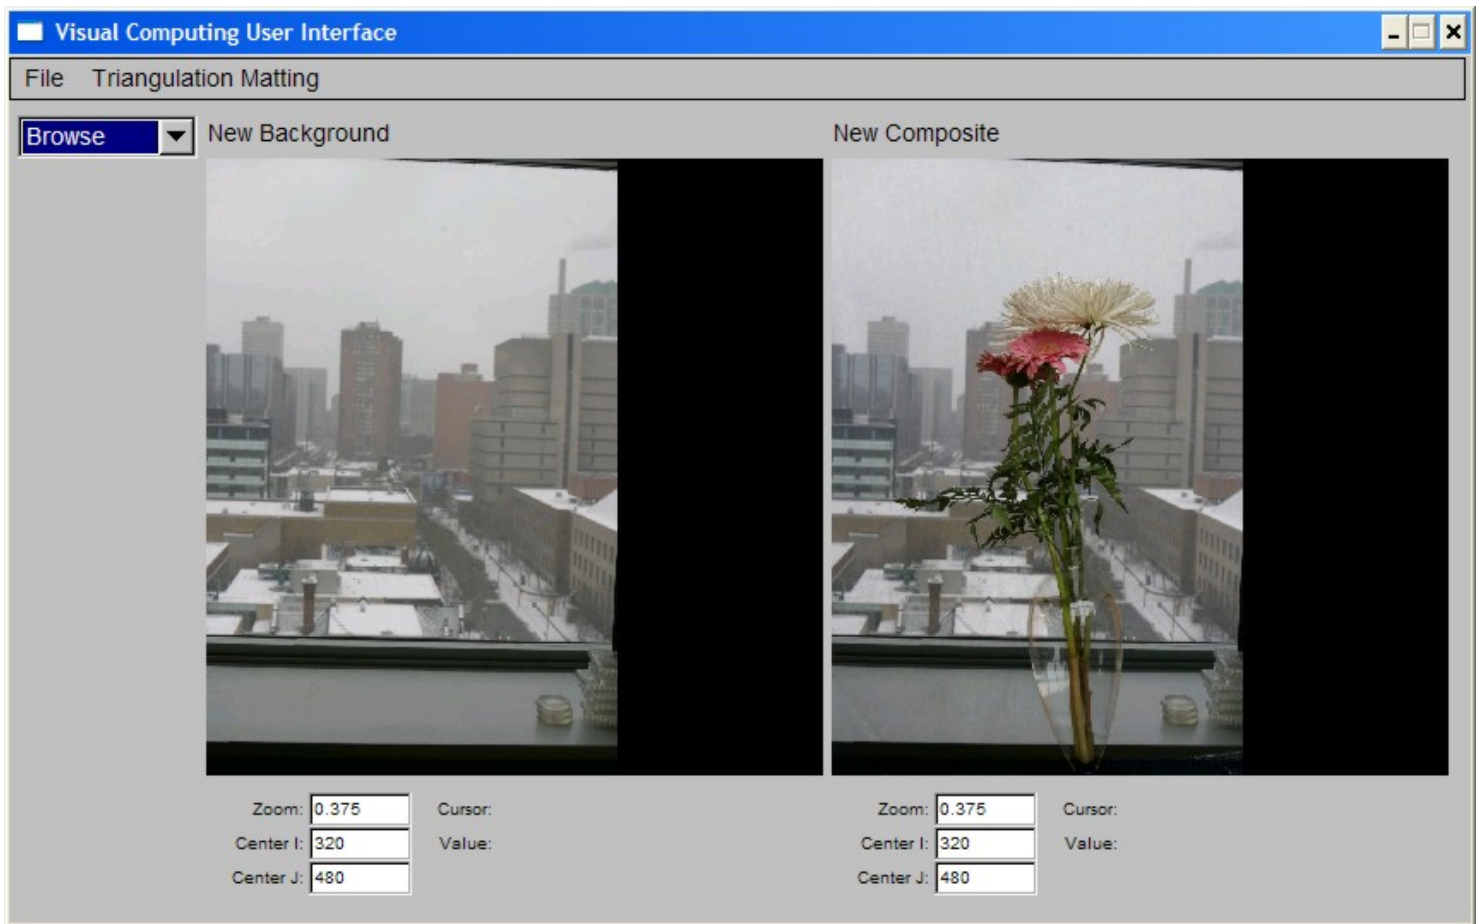 Visual Computing User Interface
File Triangulation Matting
Browse New Background New Composite
Zoom: 0.375 Cursor: Zoom: 0.375 Cursor:
Center I: 320 Value: Center I: 320 Value:
Center J: 480 Center J: 480